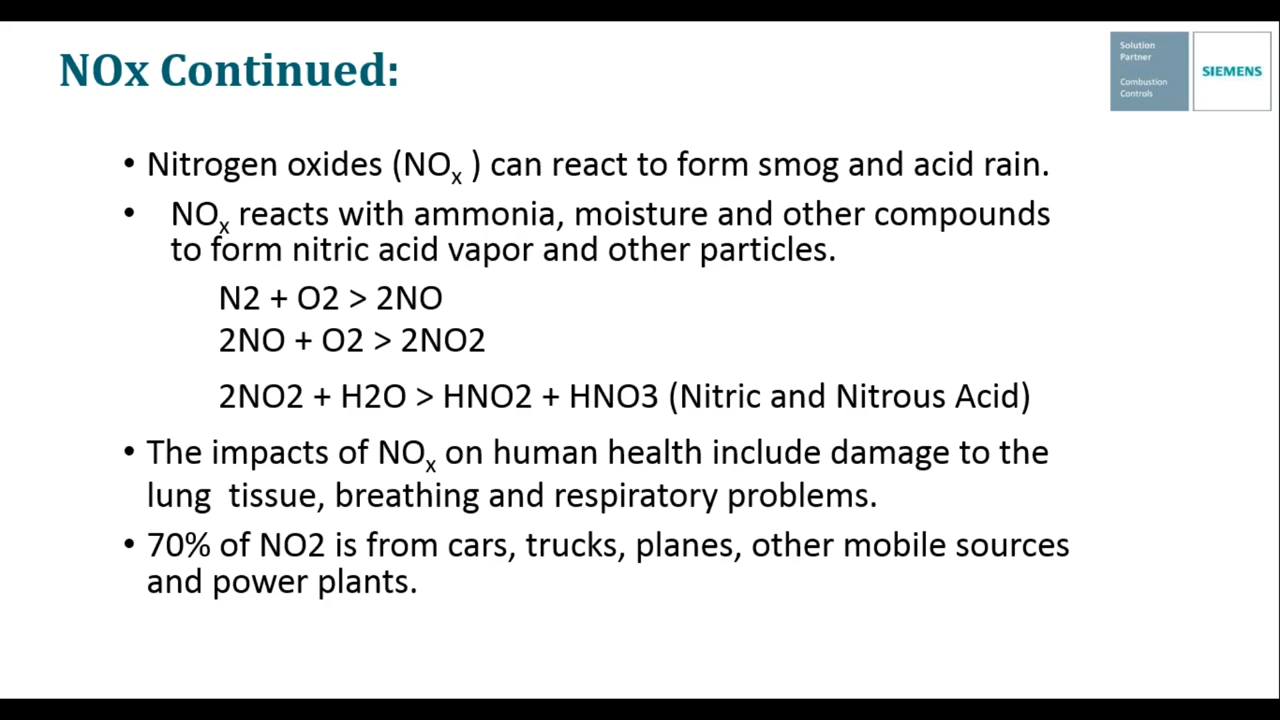 NOx Continued:
Solution
Partner
Combustion
Controls
SIEMENS
• Nitrogen oxides (NOx ) can react to form smog and acid rain.
• NOx reacts with ammonia, moisture and other compounds
to form nitric acid vapor and other particles.
N2 + O2 > 2NO
2NO + O2 > 2NO2
2NO2 + H2O > HNO2 + HNO3 (Nitric and Nitrous Acid)
• The impacts of NOx on human health include damage to the
lung tissue, breathing and respiratory problems.
• 70% of NO2 is from cars, trucks, planes, other mobile sources
and power plants.